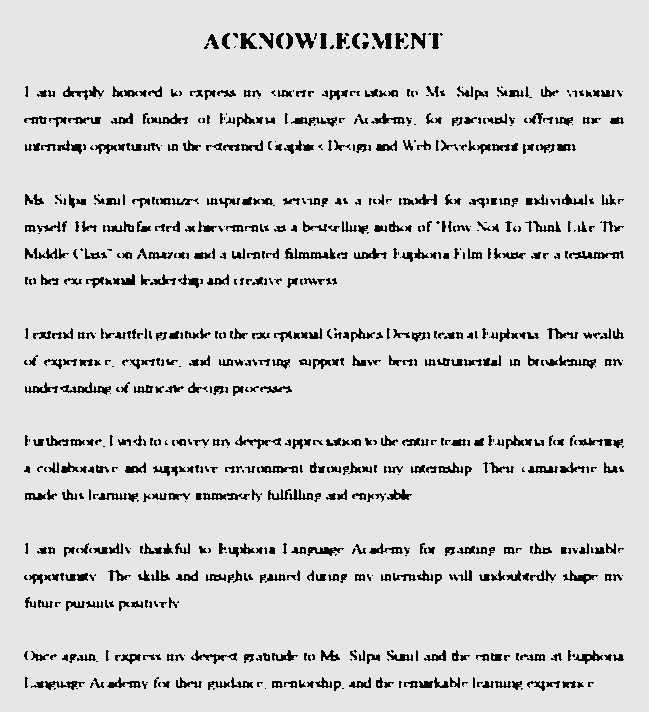 ACKNOWLEGMENT
I am deeply honored to express my sincere appreciation to Ms. Silpa Sunil, the visionary
entrepreneur and founder of Euphoria Language Academy, for graciously offering me an
internship opportunity in the esteemed Graphics Design and Web Development program.
Ms. Silpa Sunil epitomizes inspiration, serving as a role model for aspiring individuals like
myself. Her multifaceted achievements as a bestselling author of "How Not To Think Like The
Middle Class" on Amazon and a talented filmmaker under Euphoria Film House are a testament
to her exceptional leadership and creative prowess.
I extend my heartfelt gratitude to the exceptional Graphics Design team at Euphoria. Their wealth
of experience, expertise, and unwavering support have been instrumental in broadening my
understanding of intricate design processes.
Furthermore, I wish to convey my deepest appreciation to the entire team at Euphoria for fostering
a collaborative and supportive environment throughout my internship. Their camaraderie has
made this learning journey immensely fulfilling and enjoyable.
I am profoundly thankful to Euphoria Language Academy for granting me this invaluable
opportunity. The skills and insights gained during my internship will undoubtedly shape my
future pursuits positively.
Once again, I express my deepest gratitude to Ms. Silpa Sunil and the entire team at Euphoria
Language Academy for their guidance, mentorship, and the remarkable learning experience.